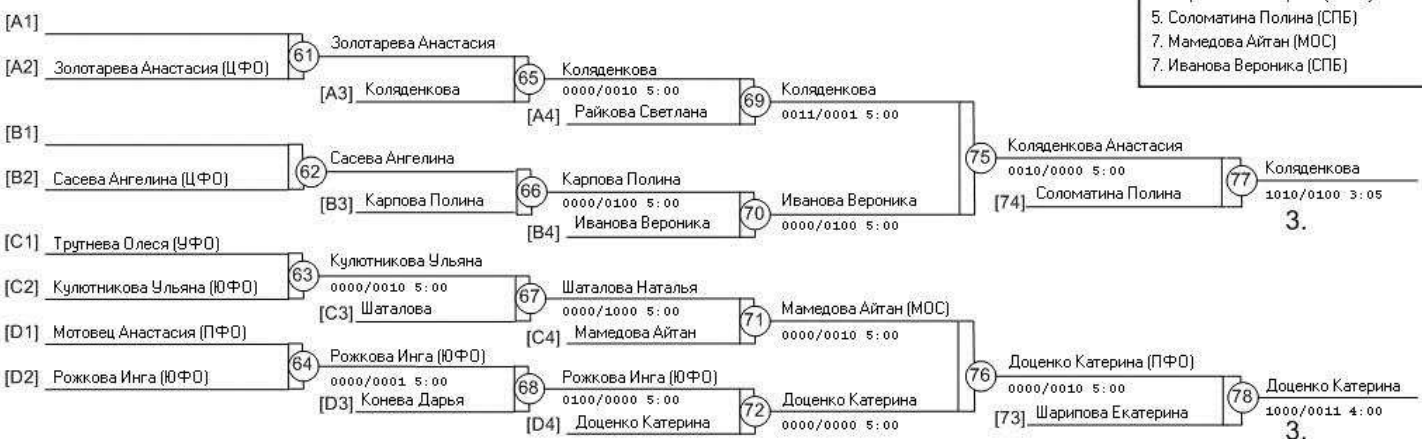 5. Соломатина Полина (СПБ)
7. Мамедова Айтан (МОС)
7. Иванова Вероника (СПБ)
[A1]
[A2] Золотарева Анастасия (ЦФО)
61
Золотарева Анастасия
[A3] Коляденкова
65
Коляденкова
0000/0010 5:00
[A4] Райкова Светлана
69
Коляденкова
0011/0001 5:00
[B1]
[B2] Сасева Ангелина (ЦФО)
62
Сасева Ангелина
[B3] Карпова Полина
66
Карпова Полина
0000/0100 5:00
[B4] Иванова Вероника
70
Иванова Вероника
0000/0100 5:00
75
Коляденкова Анастасия
0010/0000 5:00
[74] Соломатина Полина
77
Коляденкова
1010/0100 3:05
3.
[C1] Трутнева Олеся (УФО)
[C2] Кулютникова Ульяна (ЮФО)
63
Кулютникова Ульяна
0000/0010 5:00
[C3] Шаталова
67
Шаталова Наталья
0000/1000 5:00
[C4] Мамедова Айтан
71
Мамедова Айтан (МОС)
0000/0010 5:00
[D1] Мотовец Анастасия (ПФО)
[D2] Рожкова Инга (ЮФО)
64
Рожкова Инга (ЮФО)
0000/0001 5:00
[D3] Конева Дарья
68
Рожкова Инга (ЮФО)
0100/0000 5:00
[D4] Доценко Катерина
72
Доценко Катерина
0000/0000 5:00
76
Доценко Катерина (ПФО)
0000/0010 5:00
[73] Шарипова Екатерина
78
Доценко Катерина
1000/0011 4:00
3.